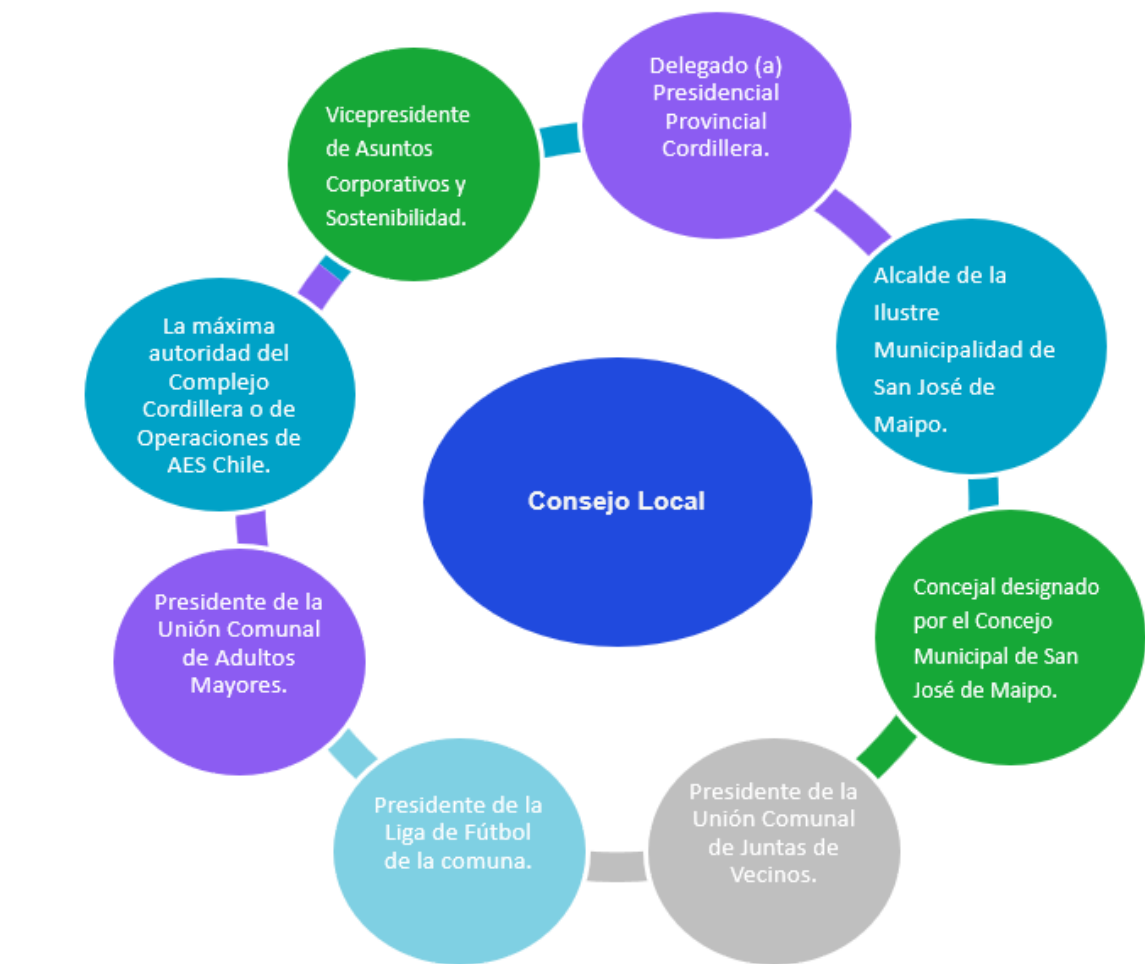 Delegado (a)
Presidencial
Provincial
Cordillera.
Alcalde de la
Ilustre
Municipalidad de
San José de
Maipo.
Concejal designado
por el Concejo
Municipal de San
José de Maipo.
Presidente de la
Unión Comunal
de Juntas de
Vecinos.
Presidente de la
Liga de Fútbol
de la comuna.
Presidente de la
Unión Comunal
de Adultos
Mayores.
La máxima
autoridad del
Complejo
Cordillera o de
Operaciones de
AES Chile.
Vicepresidente
de Asuntos
Corporativos y
Sostenibilidad.
Consejo Local